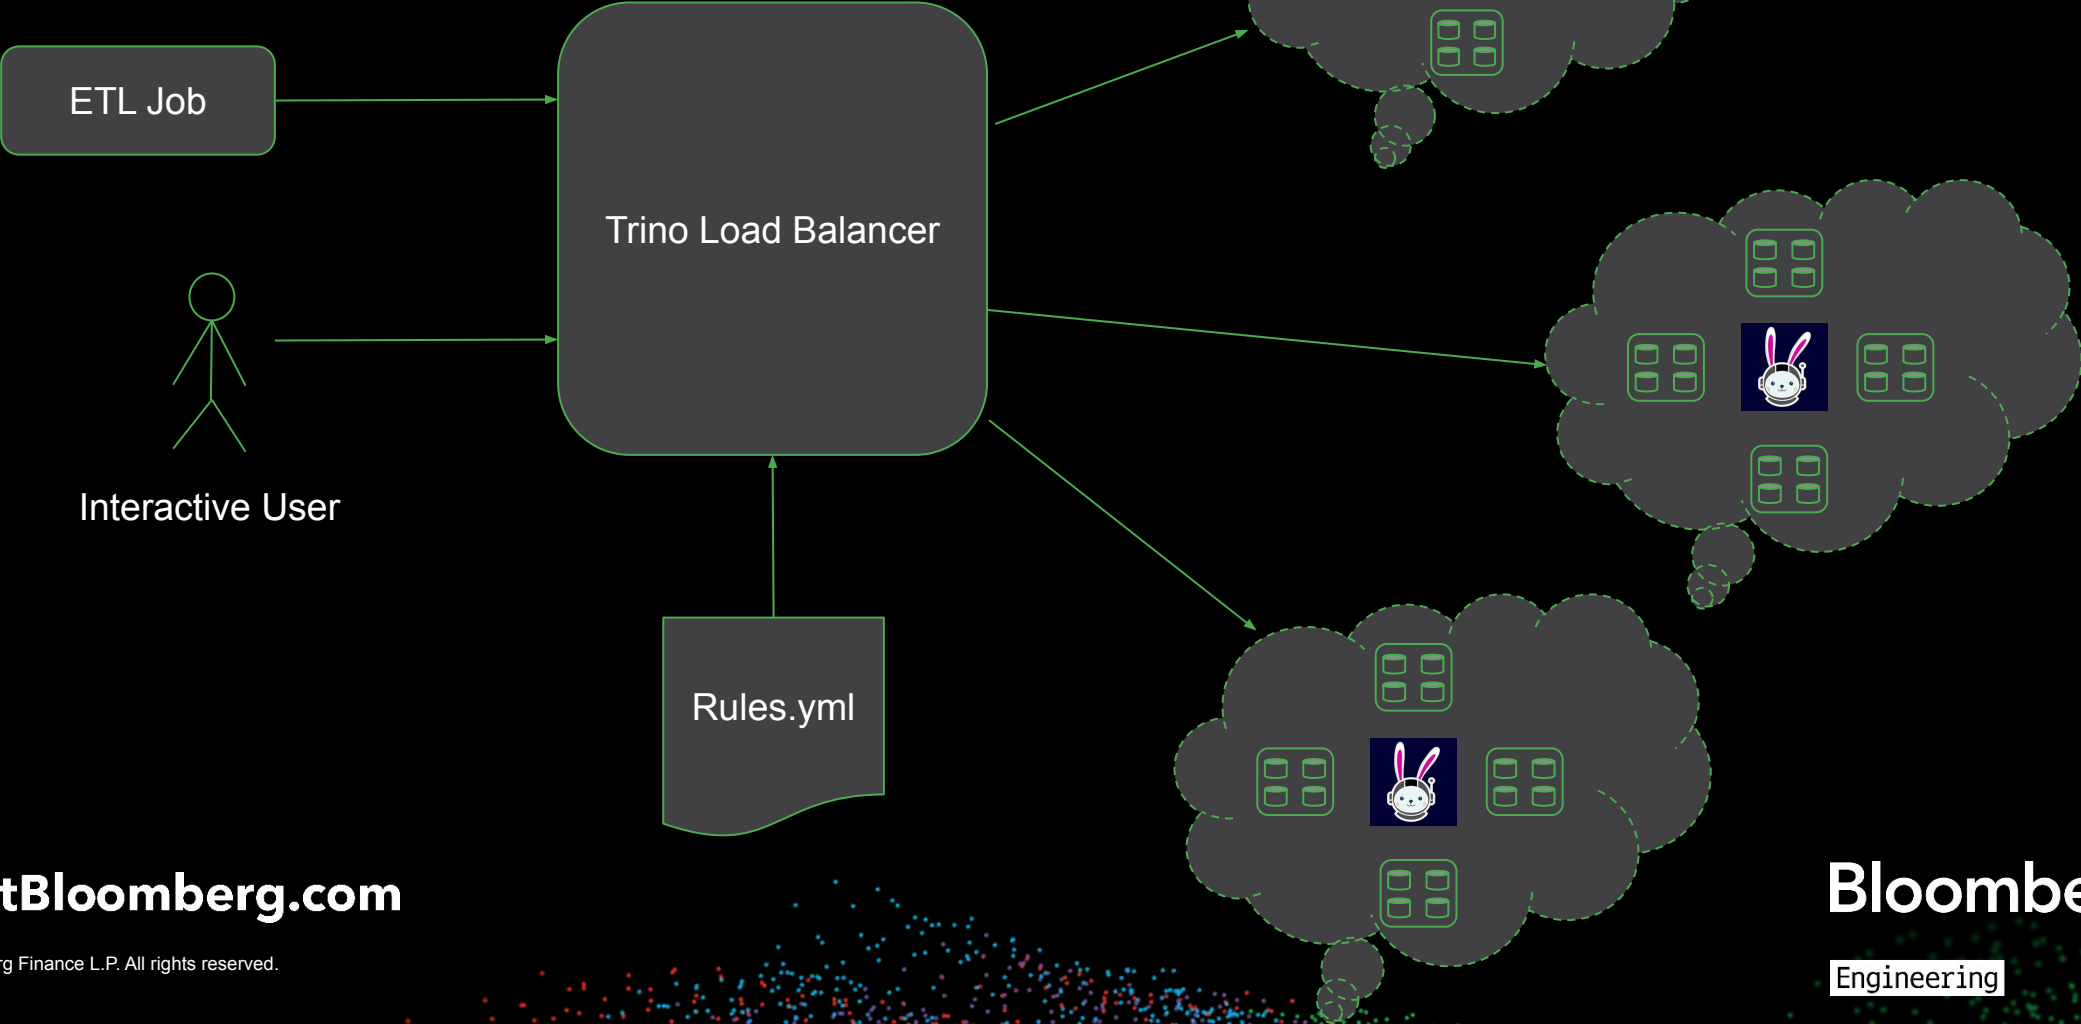 ETL Job
Trino Load Balancer
Interactive User
Rules.yml
tBloomberg.com
rg Finance L.P. All rights reserved.
Bloombe
Engineering